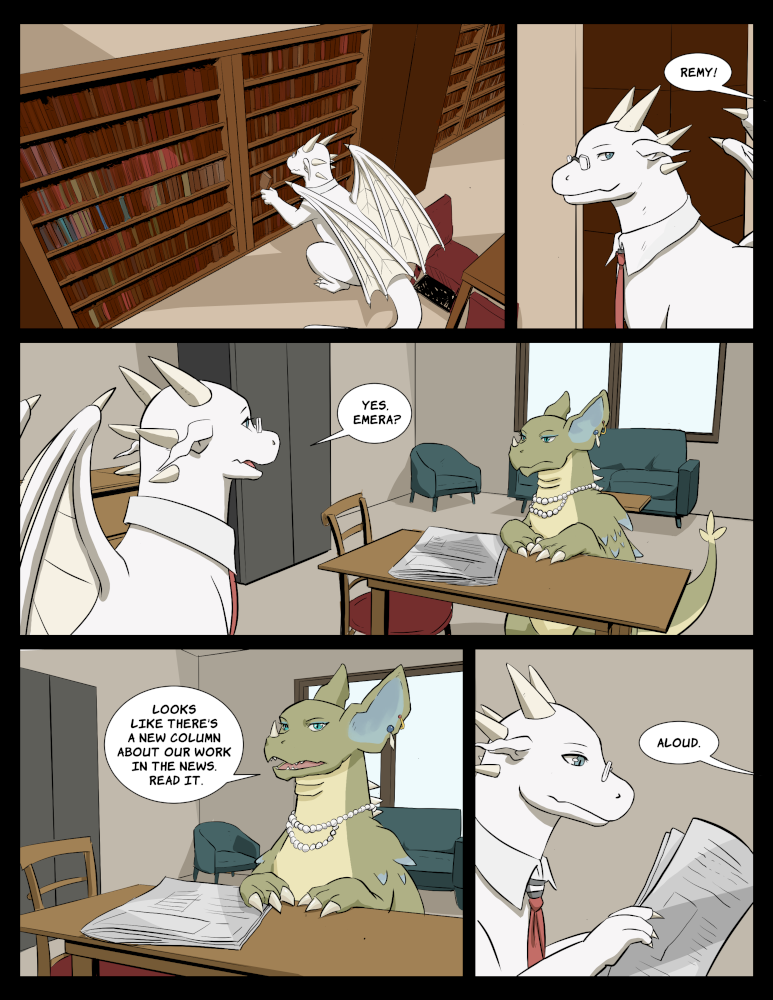 REMY!
YES.
EMERA?
LOOKS
LIKE THERE'S
A NEW COLUMN
ABOUT OUR WORK
IN THE NEWS.
READ IT.
ALOUD.